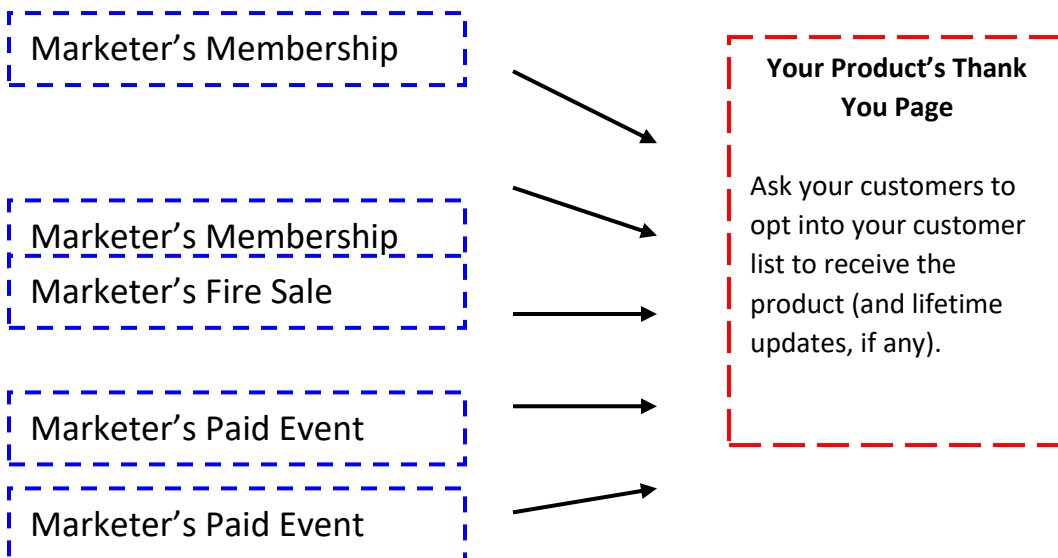 Marketer’s Membership
Marketer’s Membership
Marketer’s Fire Sale
Marketer’s Paid Event
Marketer’s Paid Event
Your Product’s Thank
You Page
Ask your customers to
opt into your customer
list to receive the
product (and lifetime
updates, if any).